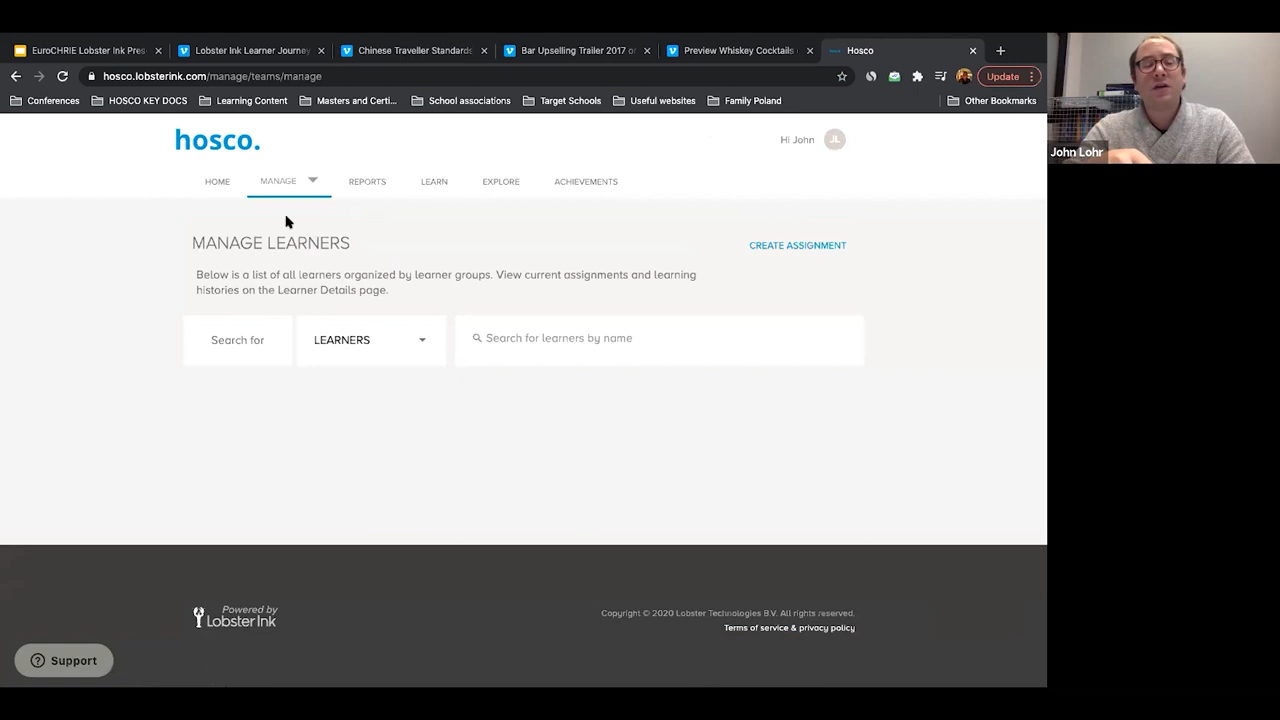 EuroCHRIE Lobster Ink Pres
Lobster Ink Learner Journey
Chinese Traveller Standards
Bar Upselling Trailer 2017 o
Preview Whiskey Cocktails
Hosco
hosco.lobsterink.com/manage/teams/manage
Update
Conferences
HOSCO KEY DOCS
Learning Content
Masters and Certi...
School associations
Target Schools
Useful websites
Family Poland
Other Bookmarks
John Lohr
hosco.
Hi John
JL
HOME
MANAGE
REPORTS
LEARN
EXPLORE
ACHIEVEMENTS
MANAGE LEARNERS
CREATE ASSIGNMENT
Below is a list of all learners organized by learner groups. View current assignments and learning
histories on the Learner Details page.
Search for
LEARNERS
Search for learners by name
Powered by
Lobster Ink
Copyright © 2020 Lobster Technologies B.V. All rights reserved.
Terms of service & privacy policy
Support